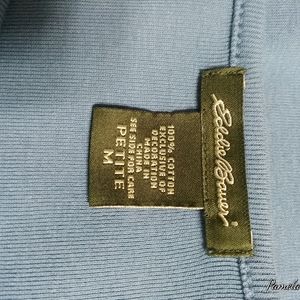 Eddie Bauer
100% COTTON
EXCLUSIVE OF
DECORATION
MADE IN
CHINA
SEE SIDE FOR CARE
PETITE
M
Pamela